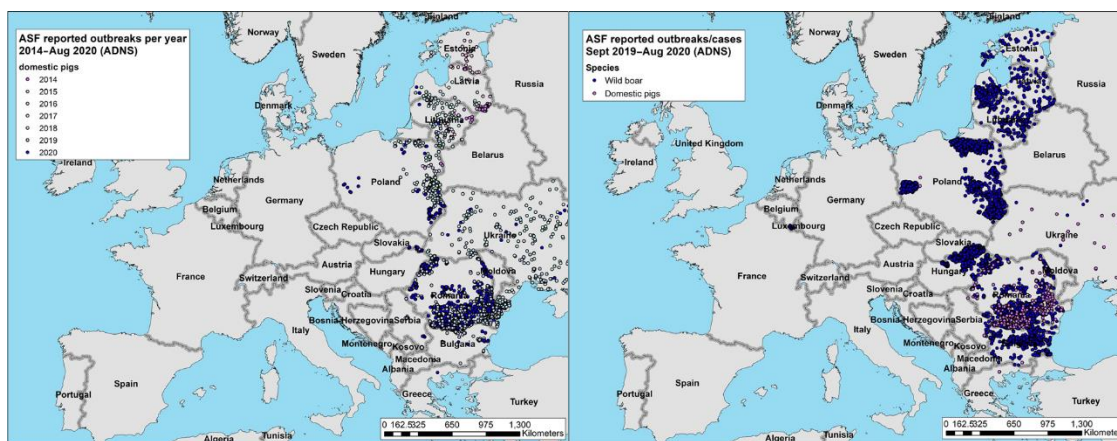 ASF reported outbreaks per year
2014–Aug 2020 (ADNS)
domestic pigs
2014
2015
2016
2017
2018
2019
2020
Norway
Sweden
Finland
Estonia
Russia
Latvia
Denmark
Lithuania
Ireland
Belarus
Netherlands
Poland
Germany
Belgium
Luxembourg
Czech Republic
Ukraine
Slovakia
Austria
Moldova
France
Switzerland
Hungary
Slovenia
Romania
Croatia
Bosnia-Herzegovina
Serbia
Italy
Montenegro
Bulgaria
Kosovo
Macedonia
Albania
Portugal
Spain
Greece
Turkey
Algeria
Tunisia
0 162.5325 650 975 1,300
Kilometers
ASF reported outbreaks/cases
Sept 2019–Aug 2020 (ADNS)
Species
Wild boar
Domestic pigs
Norway
Sweden
Finland
Estonia
Russia
Denmark
United Kingdom
Ireland
Belarus
Netherlands
Poland
Germany
Belgium
Luxembourg
Czech Republic
Ukraine
Slovakia
Austria
Moldova
France
Switzerland
Hungary
Slovenia
Romania
Croatia
Bosnia-Herzegovina
Serbia
Italy
Montenegro
Kosovo
Macedonia
Albania
Portugal
Spain
Greece
Turkey
Algeria
Tunisia
0 162.5325 650 975 1,300
Kilometers